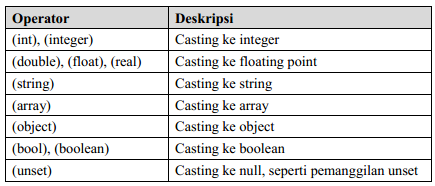 Operator Deskripsi
(int), (integer) Casting ke integer
(double), (float), (real) Casting ke floating point
(string) Casting ke string
(array) Casting ke array
(object) Casting ke object
(bool), (boolean) Casting ke boolean
(unset) Casting ke null, seperti pemanggilan unset